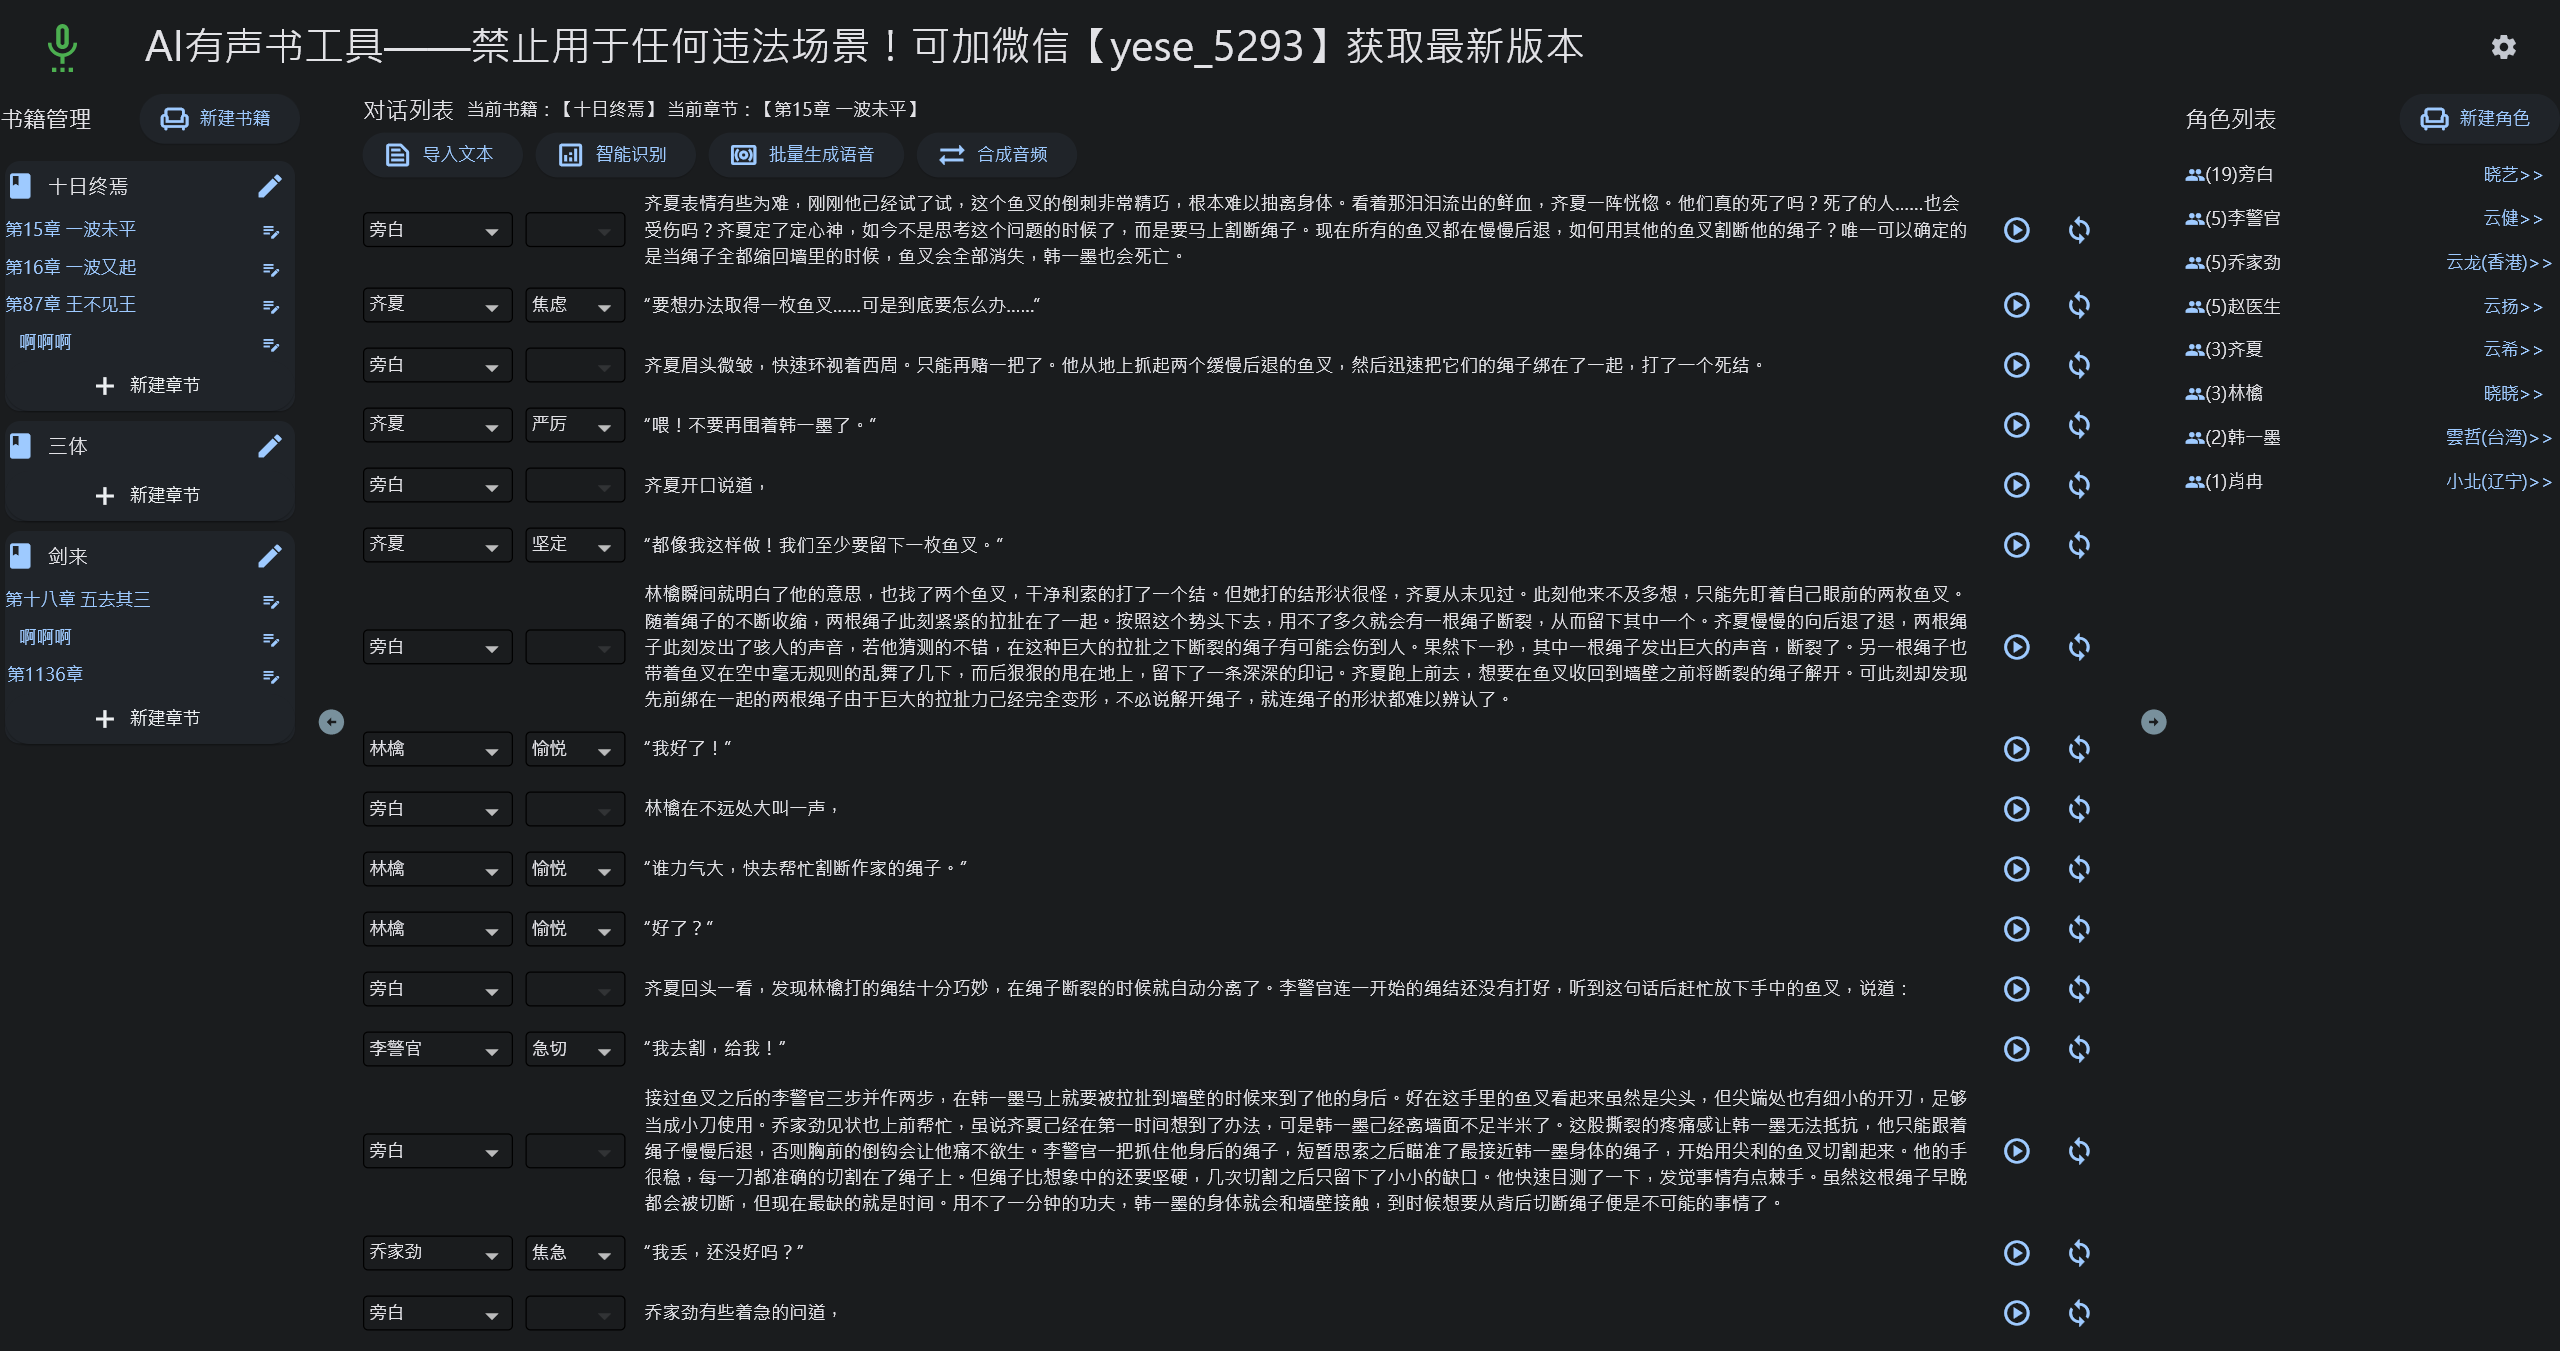 AI有声书工具——禁止用于任何违法场景！可加微信【yese_5293】获取最新版本
书籍管理
新建书籍
十日终焉
第15章 一波未平
第16章 一波又起
第87章 王不见王
啊啊啊
新建章节
三体
新建章节
剑来
第十八章 五去其三
啊啊啊
第1136章
新建章节
对话列表 当前书籍：【十日终焉】 当前章节：【第15章 一波未平】
导入文本
智能识别
批量生成语音
合成音频
旁白
齐夏表情有些为难，刚刚他己经试了试，这个鱼叉的倒刺非常精巧，根本难以抽离身体。看着那汩汩流出的鲜血，齐夏一阵恍惚。他们真的死了吗？死了的人……也会
受伤吗？齐夏定了定心神，如今不是思考这个问题的时候了，而是要马上割断绳子。现在所有的鱼叉都在慢慢后退，如何用其他的鱼叉割断他的绳子？唯一可以确定的
是当绳子全都缩回墙里的时候，鱼叉会全部消失，韩一墨也会死亡。
齐夏 焦虑 "要想办法取得一枚鱼叉……可是到底要怎么办……"
旁白 齐夏眉头微皱，快速环视着西周。只能再赌一把了。他从地上抓起两个缓慢后退的鱼叉，然后迅速把它们的绳子绑在了一起，打了一个死结。
齐夏 严厉 "喂！不要再围着韩一墨了。"
旁白 齐夏开口说道，
齐夏 坚定 "都像我这样做！我们至少要留下一枚鱼叉。"
旁白
林檎瞬间就明白了他的意思，也找了两个鱼叉，干净利索的打了一个结。但她打的结形状很怪，齐夏从未见过。此刻他来不及多想，只能先盯着自己眼前的两枚鱼叉。
随着绳子的不断收缩，两根绳子此刻紧紧的拉扯在了一起。按照这个势头下去，用不了多久就会有一根绳子断裂，从而留下其中一个。齐夏慢慢的向后退了退，两根绳
子此刻发出了骇人的声音，若他猜测的不错，在这种巨大的拉扯之下断裂的绳子有可能会伤到人。果然下一秒，其中一根绳子发出巨大的声音，断裂了。另一根绳子也
带着鱼叉在空中毫无规则的乱舞了几下，而后狠狠的甩在地上，留下了一条深深的印记。齐夏跑上前去，想要在鱼叉收回到墙壁之前将断裂的绳子解开。可此刻却发现
先前绑在一起的两根绳子由于巨大的拉扯力己经完全变形，不必说解开绳子，就连绳子的形状都难以辨认了。
林檎 愉悦 "我好了！"
旁白 林檎在不远处大叫一声，
林檎 愉悦 "谁力气大，快去帮忙割断作家的绳子。"
林檎 愉悦 "好了？"
旁白 齐夏回头一看，发现林檎打的绳结十分巧妙，在绳子断裂的时候就自动分离了。李警官连一开始的绳结还没有打好，听到这句话后赶忙放下手中的鱼叉，说道：
李警官 急切 "我去割，给我！"
旁白
接过鱼叉之后的李警官三步并作两步，在韩一墨马上就要被拉扯到墙壁的时候来到了他的身后。好在这手里的鱼叉看起来虽然是尖头，但尖端处也有细小的开刃，足够
当成小刀使用。乔家劲见状也上前帮忙，虽说齐夏己经在第一时间想到了办法，可是韩一墨己经离墙面不足半米了。这股撕裂的疼痛感让韩一墨无法抵抗，他只能跟着
绳子慢慢后退，否则胸前的倒钩会让他痛不欲生。李警官一把抓住他身后的绳子，短暂思索之后瞄准了最接近韩一墨身体的绳子，开始用尖利的鱼叉切割起来。他的手
很稳，每一刀都准确的切割在了绳子上。但绳子比想象中的还要坚硬，几次切割之后只留下了小小的缺口。他快速目测了一下，发觉事情有点棘手。虽然这根绳子早晚
都会被切断，但现在最缺的就是时间。用不了一分钟的功夫，韩一墨的身体就会和墙壁接触，到时候想要从背后切断绳子便是不可能的事情了。
乔家劲 焦急 "我丢，还没好吗？"
旁白 乔家劲有些着急的问道，
角色列表
新建角色
(19)旁白 晓艺>>
(5)李警官 云健>>
(5)乔家劲 云龙(香港)>>
(5)赵医生 云扬>>
(3)齐夏 云希>>
(3)林檎 晓晓>>
(2)韩一墨 雲哲(台湾)>>
(1)肖冉 小北(辽宁)>>